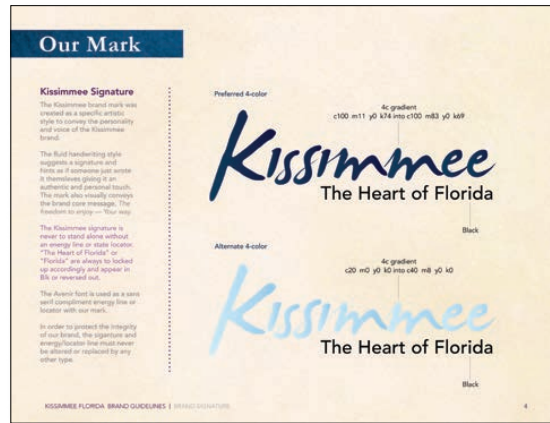 Our Mark
Kissimmee Signature
The Kissimmee brand mark was
created as a specific artistic
style to convey the personality
and voice of the Kissimmee
brand.
The fluid handwriting style
suggests a signature and
hints as if someone just wrote
it themselves giving it an
authentic and personal touch.
The mark also visually conveys
the brand core message, The
freedom to enjoy — Your way.
The Kissimmee signature is
never to stand alone without
an energy line or state locator.
"The Heart of Florida" or
"Florida" are always to locked
up accordingly and appear in
Blk or reversed out.
The Avenir font is used as a sans
serif compliment energy line or
locator with our mark.
In order to protect the integrity
of our brand, the signature and
energy/locator line must never
be altered or replaced by any
other type.
Preferred 4-color
4c gradient
c100 m11 y0 k74 into c100 m83 y0 k69
Kissimmee
The Heart of Florida
Black
Alternate 4-color
4c gradient
c20 m0 y0 k0 into c40 m8 y0 k0
Kissimmee
The Heart of Florida
Black
KISSIMMEE FLORIDA BRAND GUIDELINES | BRAND SIGNATURE
4